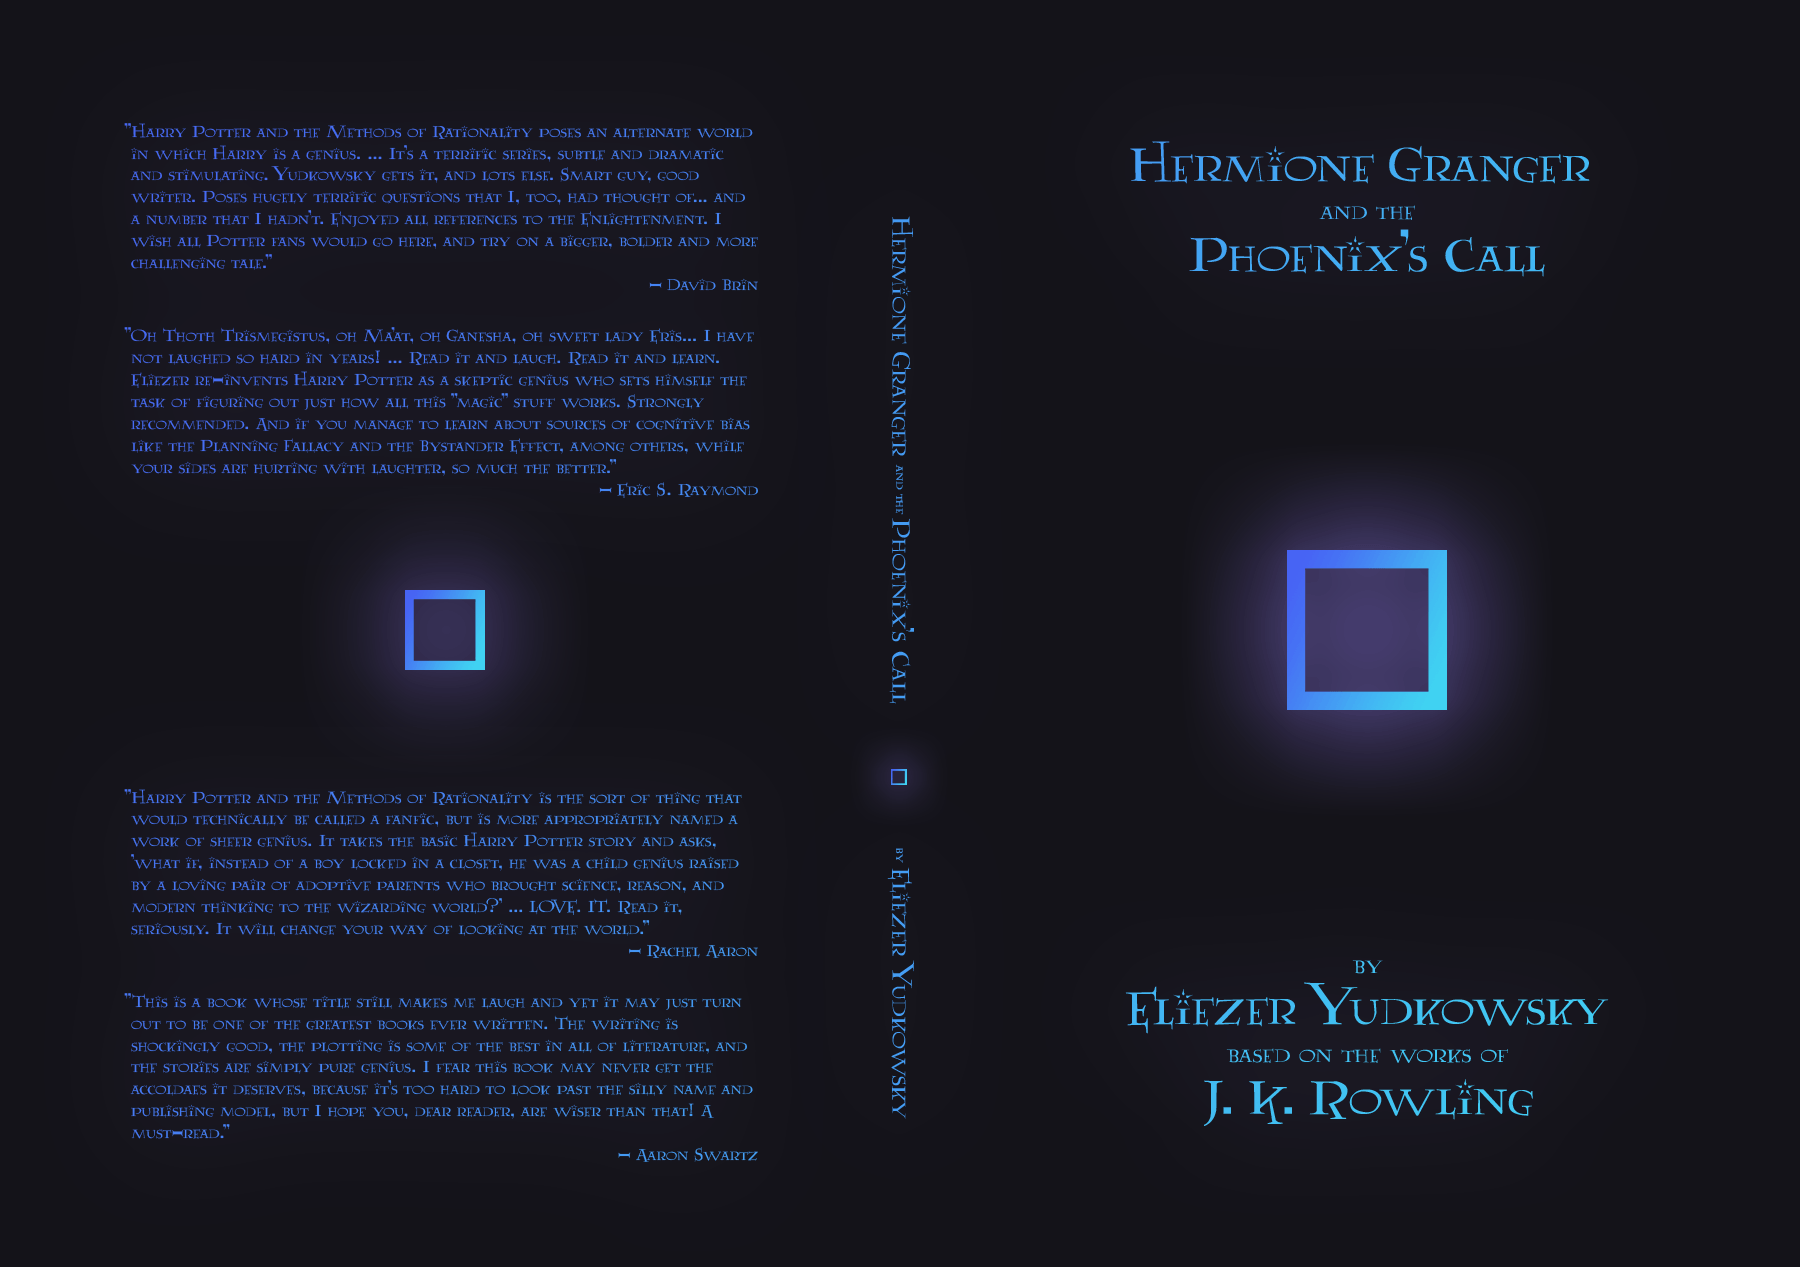 "Harry Potter and the Methods of Rationality poses an alternate world
in which Harry is a genius. ... It's a terrific series, subtle and dramatic
and stimulating. Yudkowsky gets it, and lots else. Smart guy, good
writer. Poses hugely terrific questions that I, too, had thought of... and
a number that I hadn't. Enjoyed all references to the Enlightenment. I
wish all Potter fans would go here, and try on a bigger, bolder and more
challenging tale."
- David Brin
"Oh Thoth Trismegistus, oh Ma'at, oh Ganesha, oh sweet lady Eris... I have
not laughed so hard in years! ... Read it and laugh. Read it and learn.
Eliezer re-invents Harry Potter as a skeptic genius who sets himself the
task of figuring out just how all this "magic" stuff works. Strongly
recommended. And if you manage to learn about sources of cognitive bias
like the Planning Fallacy and the Bystander Effect, among others, while
your sides are hurting with laughter, so much the better."
- Eric S. Raymond
"Harry Potter and the Methods of Rationality is the sort of thing that
would technically be called a fanfic, but is more appropriately named a
work of sheer genius. It takes the basic Harry Potter story and asks,
'what if, instead of a boy locked in a closet, he was a child genius raised
by a loving pair of adoptive parents who brought science, reason, and
modern thinking to the wizarding world?' ... LOVE. IT. Read it,
seriously. It will change your way of looking at the world."
- Rachel Aaron
"This is a book whose title still makes me laugh and yet it may just turn
out to be one of the greatest books ever written. The writing is
shockingly good, the plotting is some of the best in all of literature, and
the stories are simply pure genius. I fear this book may never get the
accoldaes it deserves, because it's too hard to look past the silly name and
publishing model, but I hope you, dear reader, are wiser than that! A
must-read."
- Aaron Swartz
Hermione Granger and the Phoenix's Call
by Eliezer Yudkowsky
Hermione Granger
and the
Phoenix's Call
by
Eliezer Yudkowsky
based on the works of
J. K. Rowling